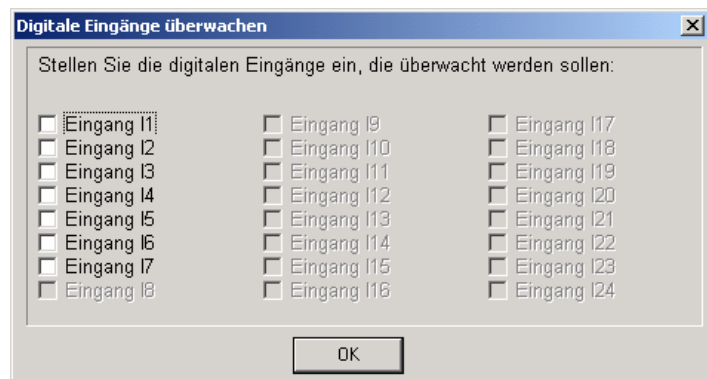 Digitale Eingänge überwachen
Stellen Sie die digitalen Eingänge ein, die überwacht werden sollen:
Eingang I1
Eingang I2
Eingang I3
Eingang I4
Eingang I5
Eingang I6
Eingang I7
Eingang I8
Eingang I9
Eingang I10
Eingang I11
Eingang I12
Eingang I13
Eingang I14
Eingang I15
Eingang I16
Eingang I17
Eingang I18
Eingang I19
Eingang I20
Eingang I21
Eingang I22
Eingang I23
Eingang I24
OK